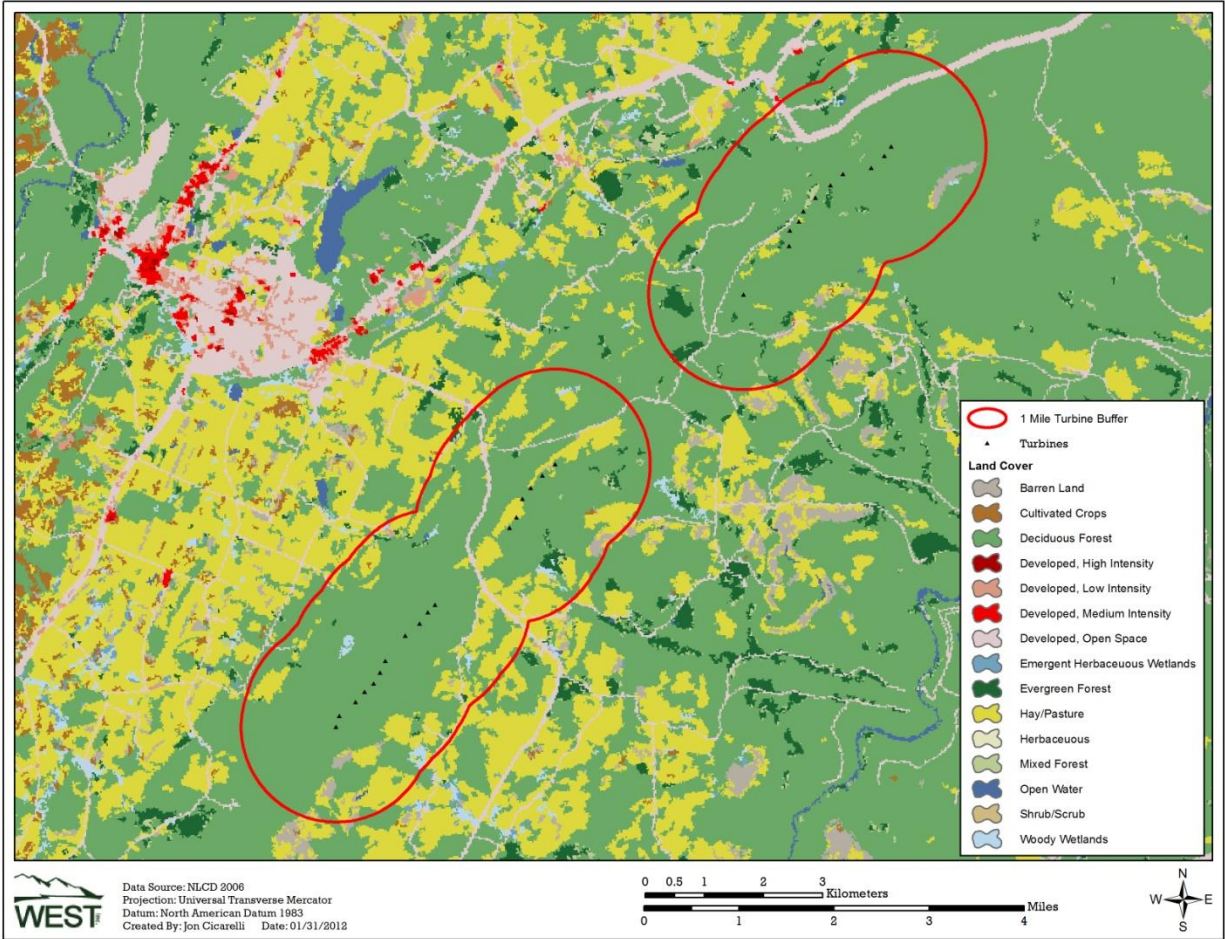 1 Mile Turbine Buffer
Turbines
Land Cover
Barren Land
Cultivated Crops
Deciduous Forest
Developed, High Intensity
Developed, Low Intensity
Developed, Medium Intensity
Developed, Open Space
Emergent Herbaceuous Wetlands
Evergreen Forest
Hay/Pasture
Herbaceuous
Mixed Forest
Open Water
Shrub/Scrub
Woody Wetlands
WEST
Data Source: NLCD 2006
Projection: Universal Transverse Mercator
Datum: North American Datum 1983
Created By: Jon Cicarelli Date: 01/31/2012
0 0.5 1 2 3
Kilometers
Miles
0 1 2 3 4
N
W E
S